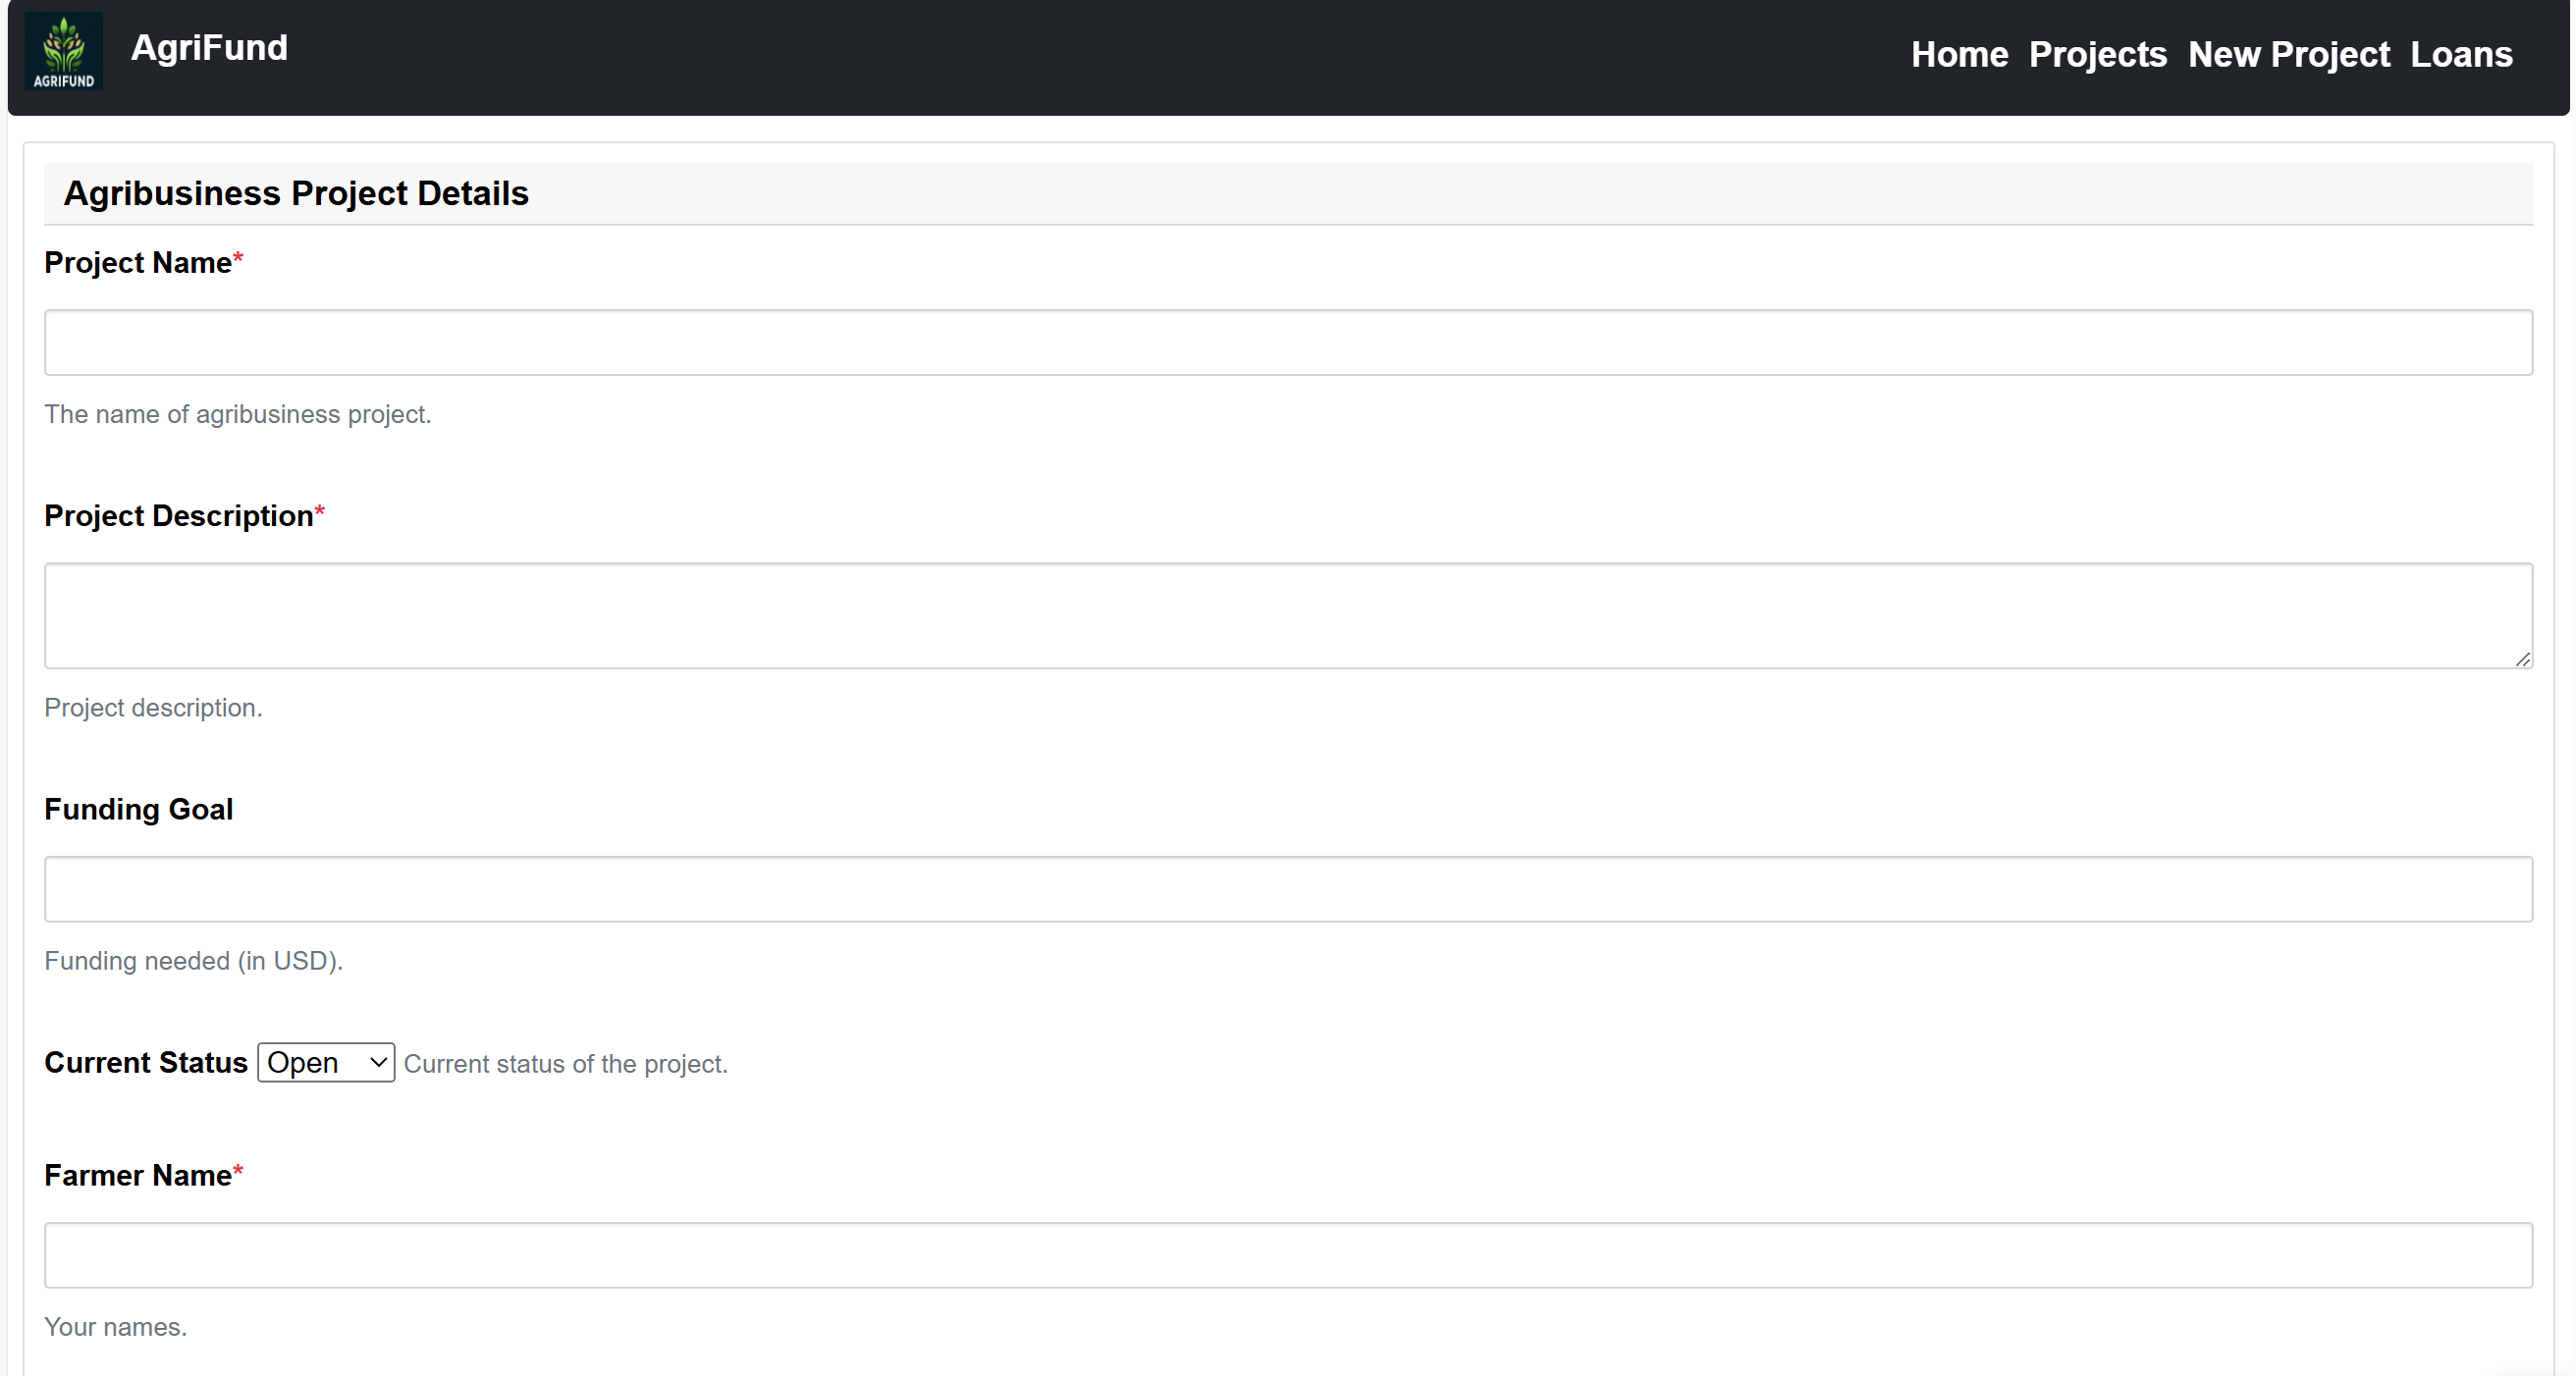 AGRIFUND
AgriFund
Home Projects New Project Loans
Agribusiness Project Details
Project Name*
The name of agribusiness project.
Project Description*
Project description.
Funding Goal
Funding needed (in USD).
Current Status Open Current status of the project.
Farmer Name*
Your names.